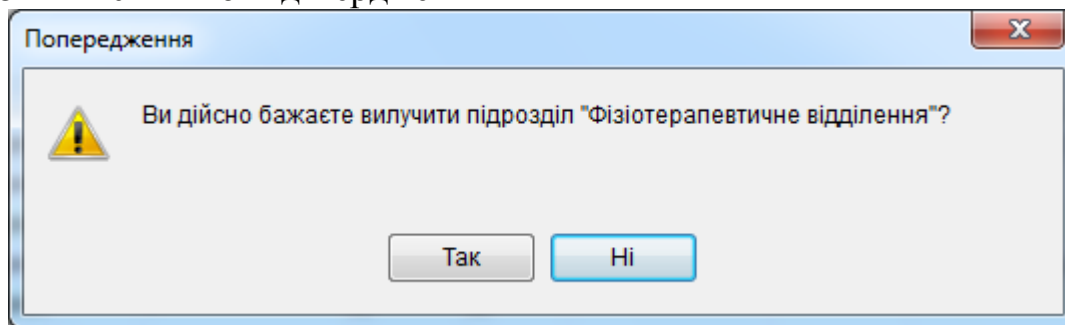 Попередження
Ви дійсно бажаєте вилучити підрозділ "Фізіотерапевтичне відділення"?
Так
Ні